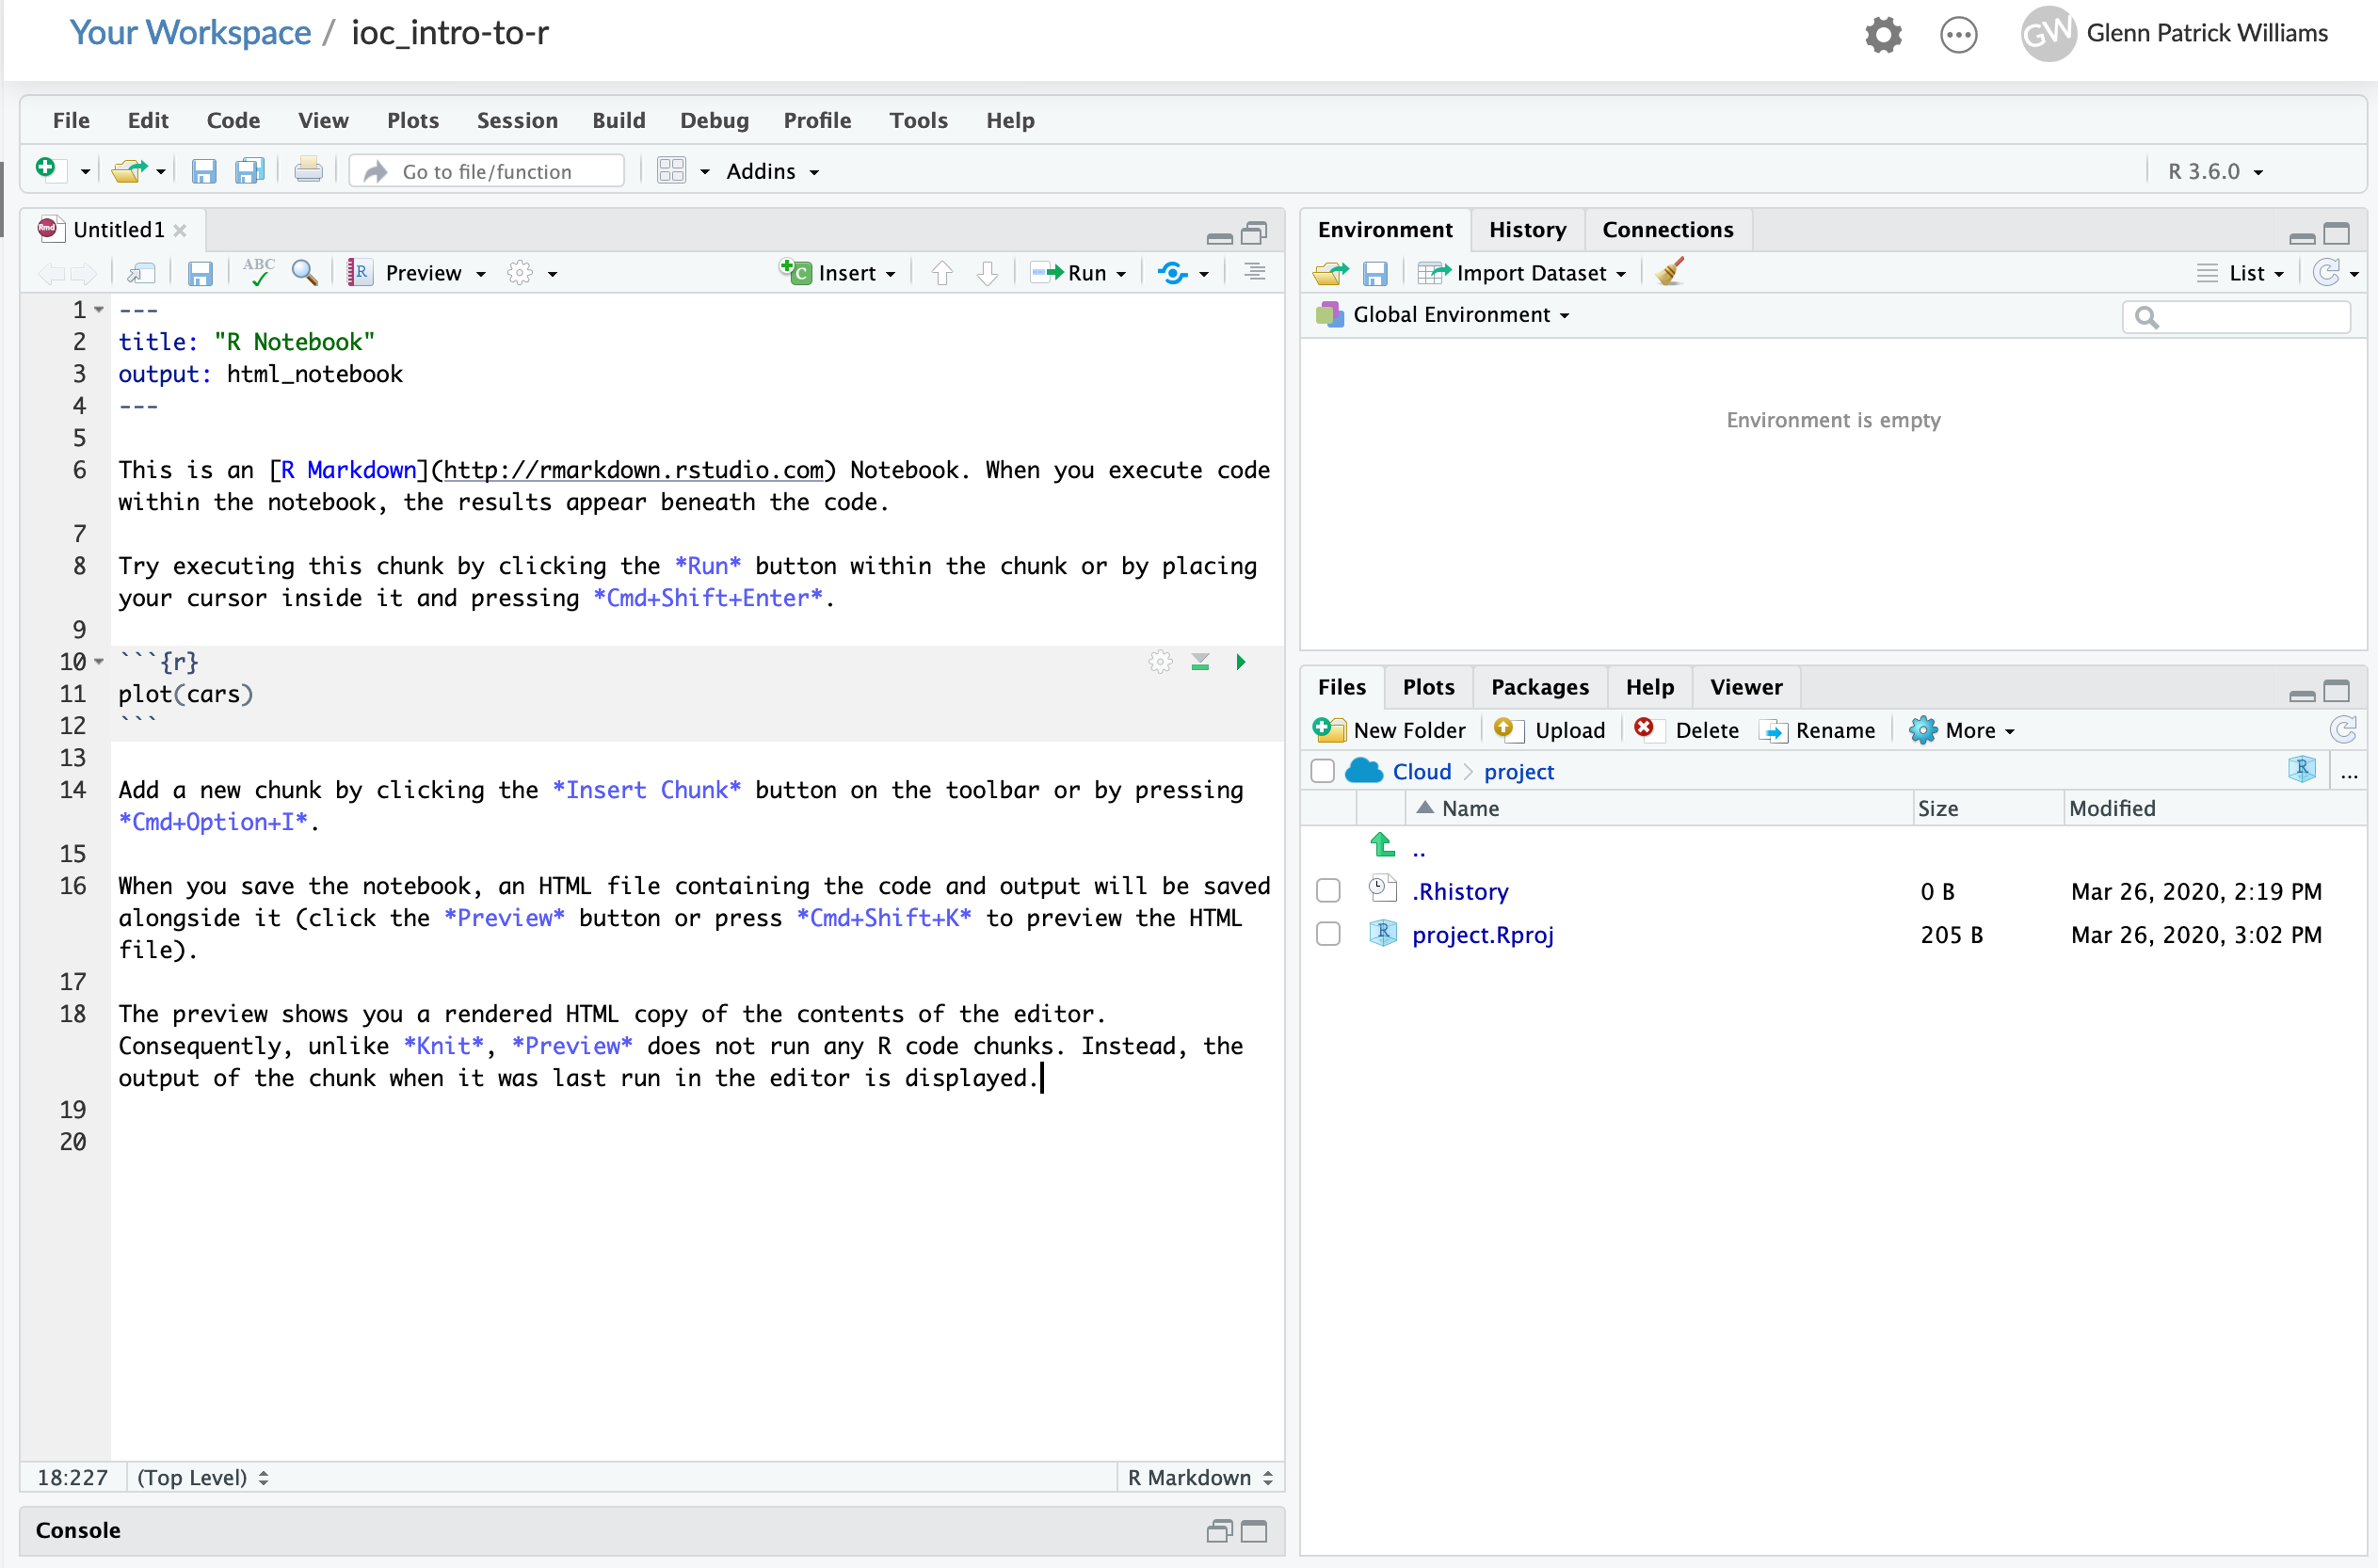 Your Workspace / ioc_intro-to-r
GW Glenn Patrick Williams
File Edit Code View Plots Session Build Debug Profile Tools Help
Go to file/function Addins R 3.6.0
Rmd Untitled1
ABC R Preview C Insert Run
1 ---
2 title: "R Notebook"
3 output: html_notebook
4 ---
5
6 This is an [R Markdown](http://rmarkdown.rstudio.com) Notebook. When you execute code
within the notebook, the results appear beneath the code.
7
8 Try executing this chunk by clicking the *Run* button within the chunk or by placing
your cursor inside it and pressing *Cmd+Shift+Enter*.
9
10 ```{r}
11 plot(cars)
12 ```
13
14 Add a new chunk by clicking the *Insert Chunk* button on the toolbar or by pressing
*Cmd+Option+I*.
15
16 When you save the notebook, an HTML file containing the code and output will be saved
alongside it (click the *Preview* button or press *Cmd+Shift+K* to preview the HTML
file).
17
18 The preview shows you a rendered HTML copy of the contents of the editor.
Consequently, unlike *Knit*, *Preview* does not run any R code chunks. Instead, the
output of the chunk when it was last run in the editor is displayed.
19
20
18:227 (Top Level) R Markdown
Console
Environment History Connections
Import Dataset List
Global Environment
Environment is empty
Files Plots Packages Help Viewer
New Folder Upload Delete Rename More
Cloud project R ...
Name Size Modified
..
.Rhistory 0 B Mar 26, 2020, 2:19 PM
R project.Rproj 205 B Mar 26, 2020, 3:02 PM